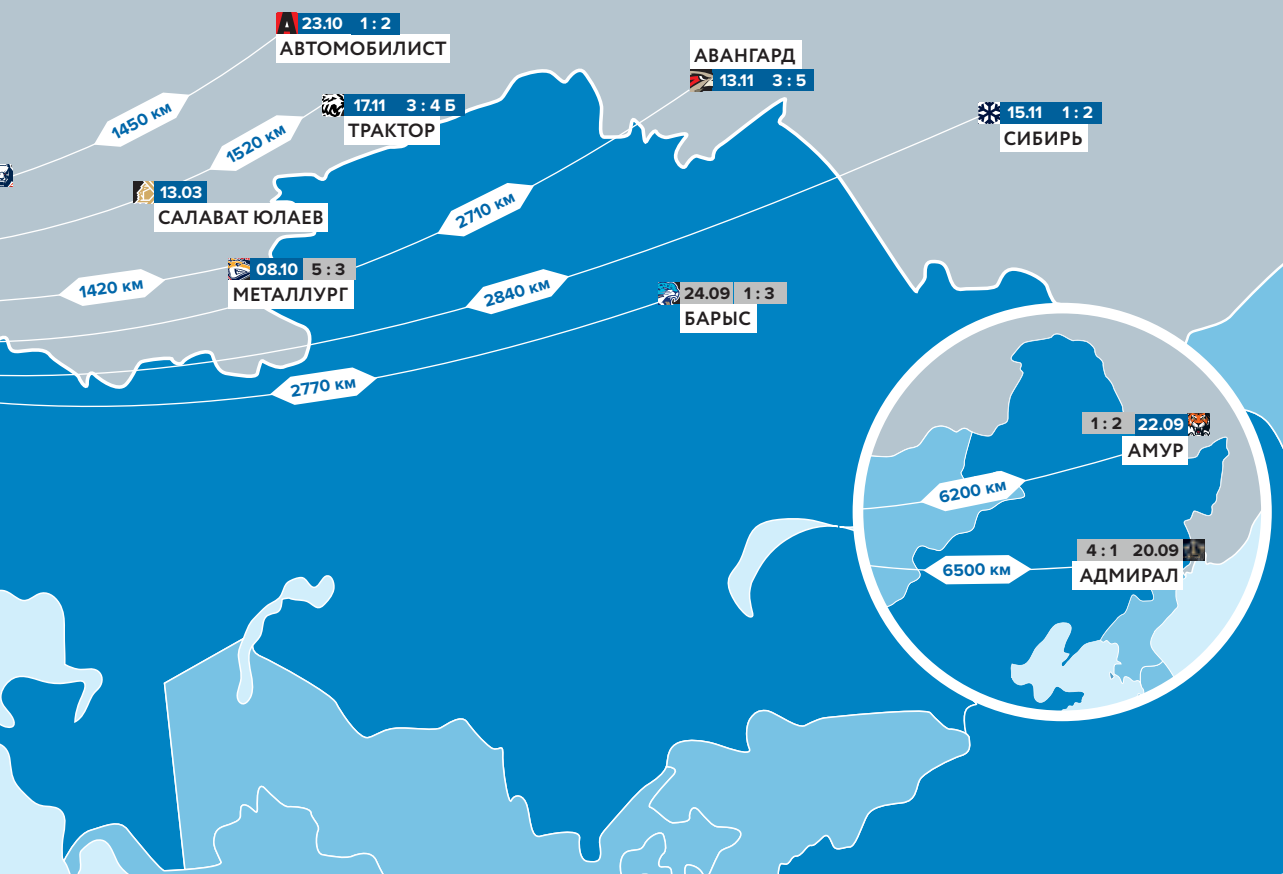 23.10 1 : 2
АВТОМОБИЛИСТ
1450 км
АВАНГАРД
13.11 3 : 5
17.11 3 : 4 Б
ТРАКТОР
1520 км
15.11 1 : 2
СИБИРЬ
13.03
САЛАВАТ ЮЛАЕВ
2710 км
08.10 5 : 3
МЕТАЛЛУРГ
1420 км
2840 км
24.09 1 : 3
БАРЫС
2770 км
1 : 2 22.09
АМУР
6200 км
4 : 1 20.09
АДМИРАЛ
6500 км